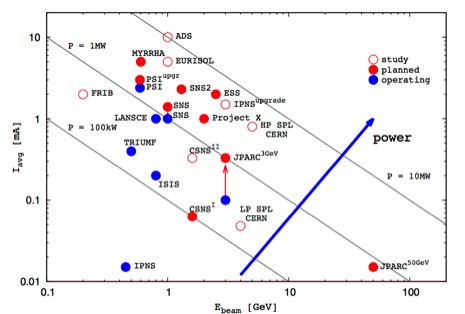 10
1
0.1
0.01
I_avg [mA]
0.1
1
10
100
E_beam [GeV]
P = 1MW
P = 100kW
P = 10MW
power
study
planned
operating
ADS
MYRRHA
EURISOL
PSI^upgr
PSI
FRIB
SNS2
ESS
IPNS^upgrade
SNS
SNS
LANSCE
Project X
HP SPL
CERN
TRIUMF
CSNS^II
JPARC^3GeV
ISIS
CSNS^I
LP SPL
CERN
IPNS
JPARC^50GeV